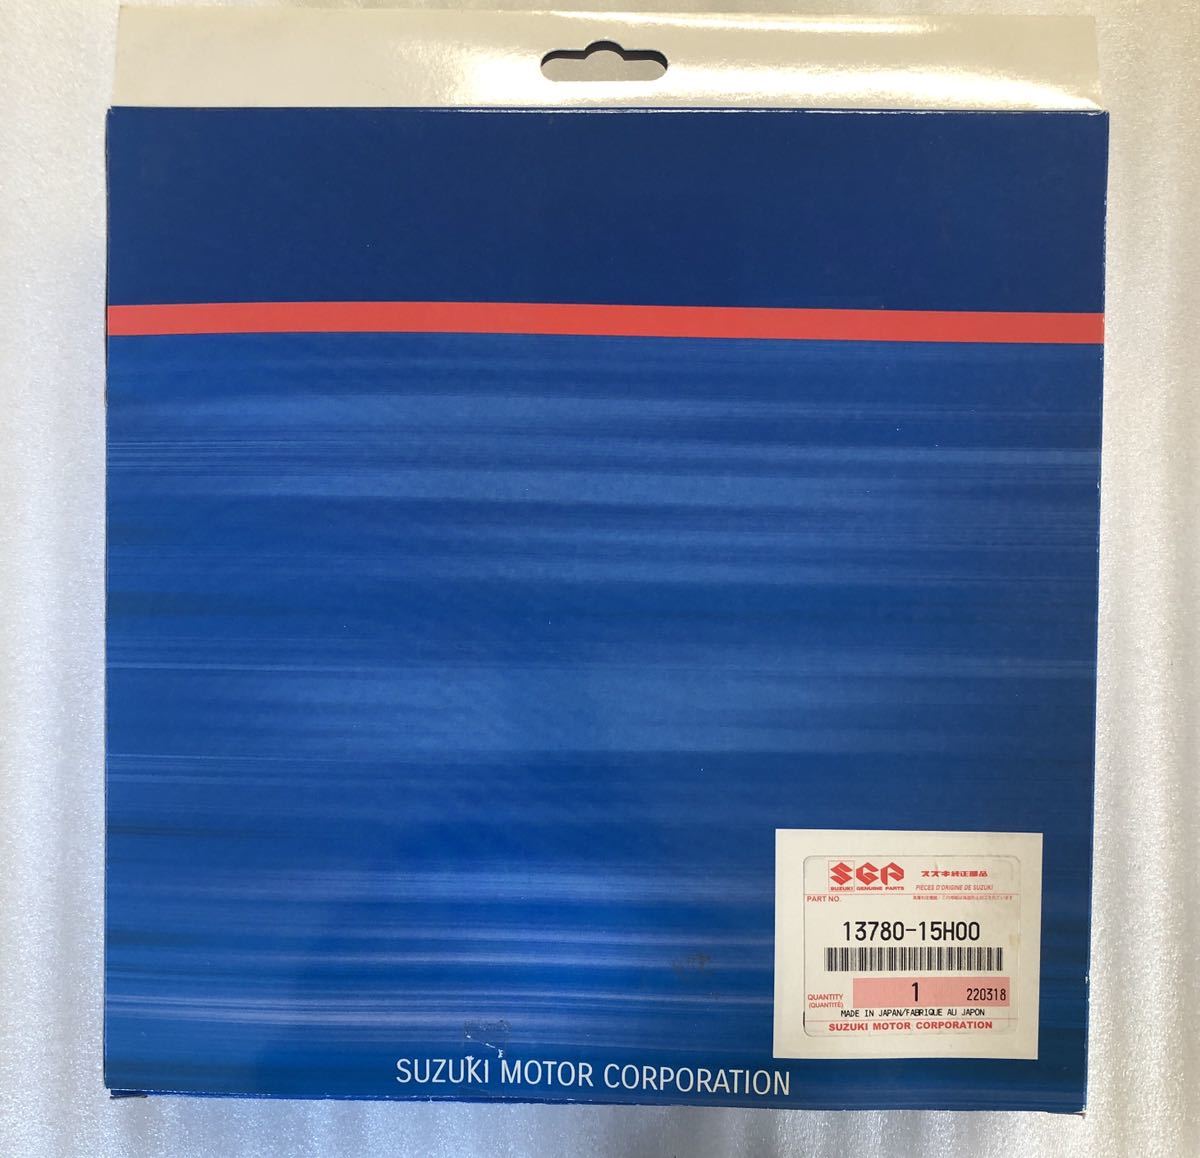 SGP スズキ純正部品
SUZUKI GENUINE PARTS PIÈCES D'ORIGINE DE SUZUKI
PART NO.
13780-15H00
QUANTITY 1 220318
(QUANTITÉ)
MADE IN JAPAN/FABRIQUE AU JAPON
SUZUKI MOTOR CORPORATION
SUZUKI MOTOR CORPORATION